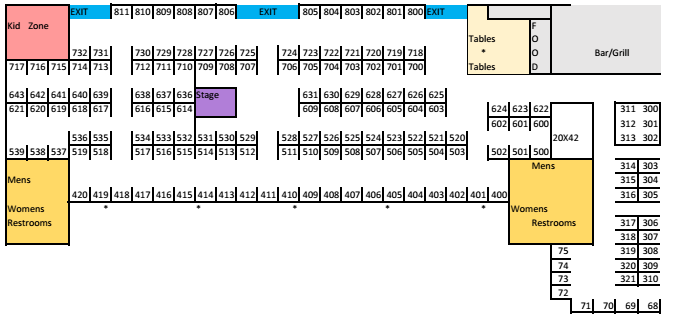 EXIT 811 810 809 808 807 806 EXIT 805 804 803 802 801 800 EXIT
Kid Zone
F
O
O
D
Tables
*
Tables
Bar/Grill
732 731 730 729 728 727 726 725 724 723 722 721 720 719 718
717 716 715 714 713 712 711 710 709 708 707 706 705 704 703 702 701 700
643 642 641 640 639 638 637 636 Stage 631 630 629 628 627 626 625
621 620 619 618 617 616 615 614 609 608 607 606 605 604 603
624 623 622
602 601 600
311 300
312 301
313 302
20X42
536 535 534 533 532 531 530 529 528 527 526 525 524 523 522 521 520
539 538 537 519 518 517 516 515 514 513 512 511 510 509 508 507 506 505 504 503 502 501 500
Mens
Womens
Restrooms
Mens
Womens
Restrooms
314 303
315 304
316 305
420 419 418 417 416 415 414 413 412 411 410 409 408 407 406 405 404 403 402 401 400
* * * * *
317 306
318 307
319 308
320 309
321 310
75
74
73
72
71 70 69 68